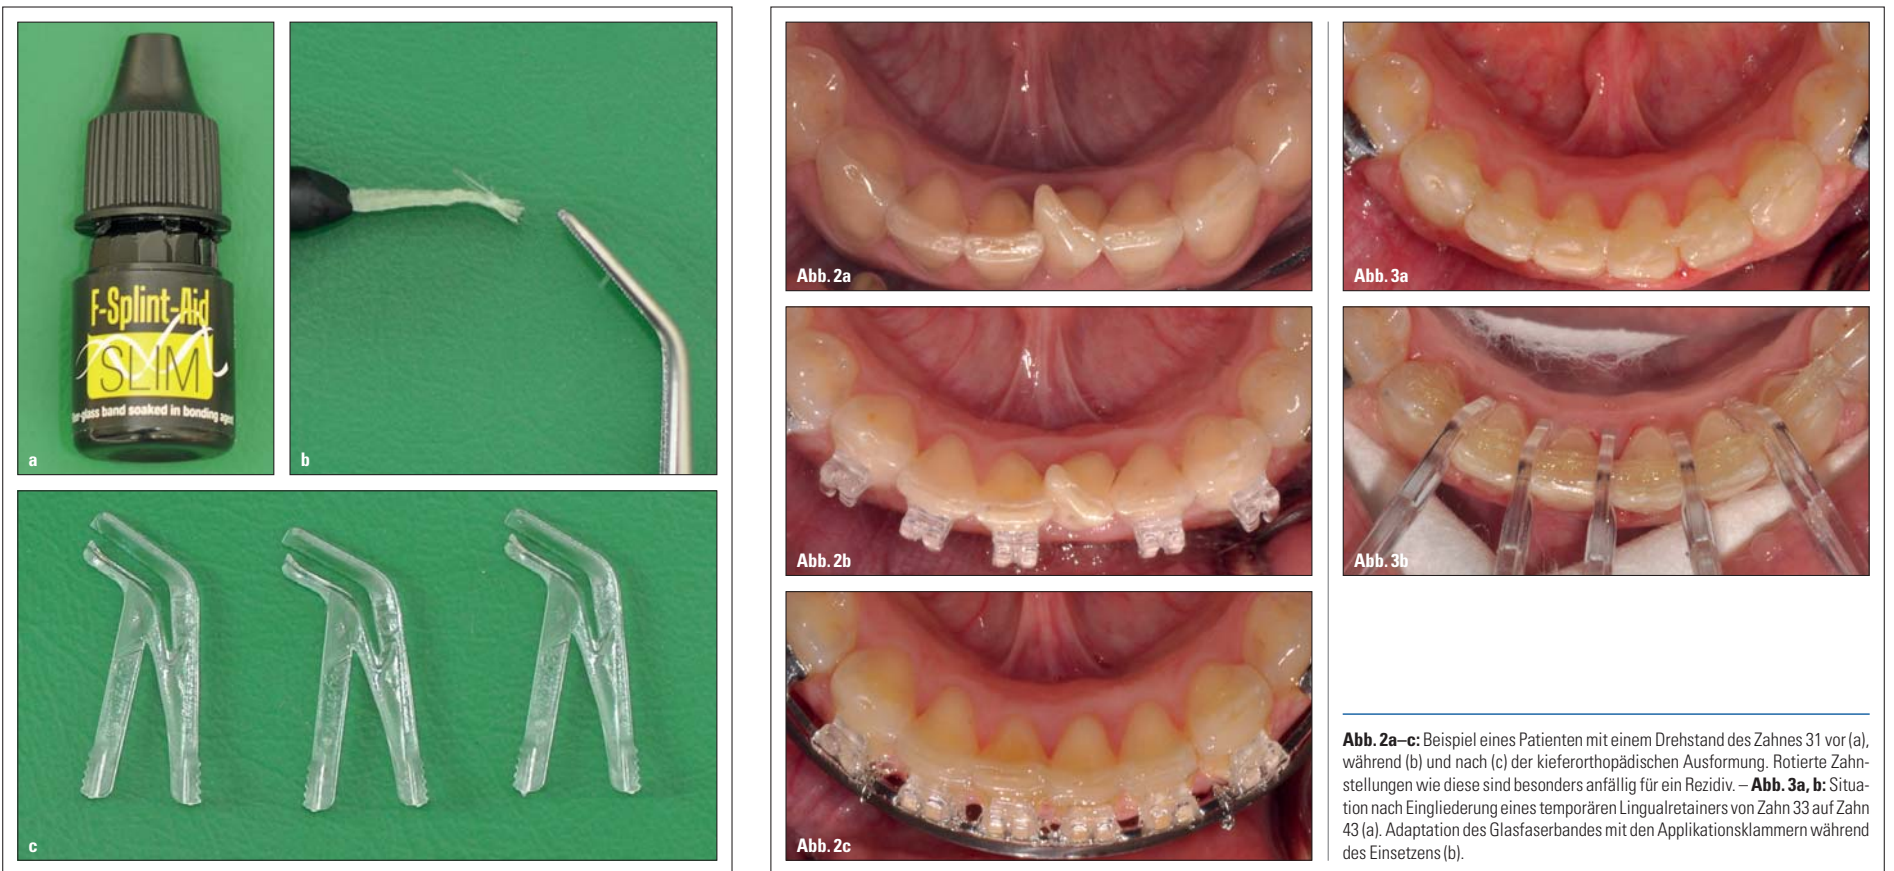 F-Splint-Aid
SLIM
glass band soaked in bonding agent
a
b
c
Abb. 2a
Abb. 2b
Abb. 2c
Abb. 3a
Abb. 3b
Abb. 2a–c: Beispiel eines Patienten mit einem Drehstand des Zahnes 31 vor (a),
während (b) und nach (c) der kieferorthopädischen Ausformung. Rotierte Zahn-
stellungen wie diese sind besonders anfällig für ein Rezidiv. – Abb. 3a, b: Situa-
tion nach Eingliederung eines temporären Lingualretainers von Zahn 33 auf Zahn
43 (a). Adaptation des Glasfaserbandes mit den Applikationsklammern während
des Einsetzens (b).